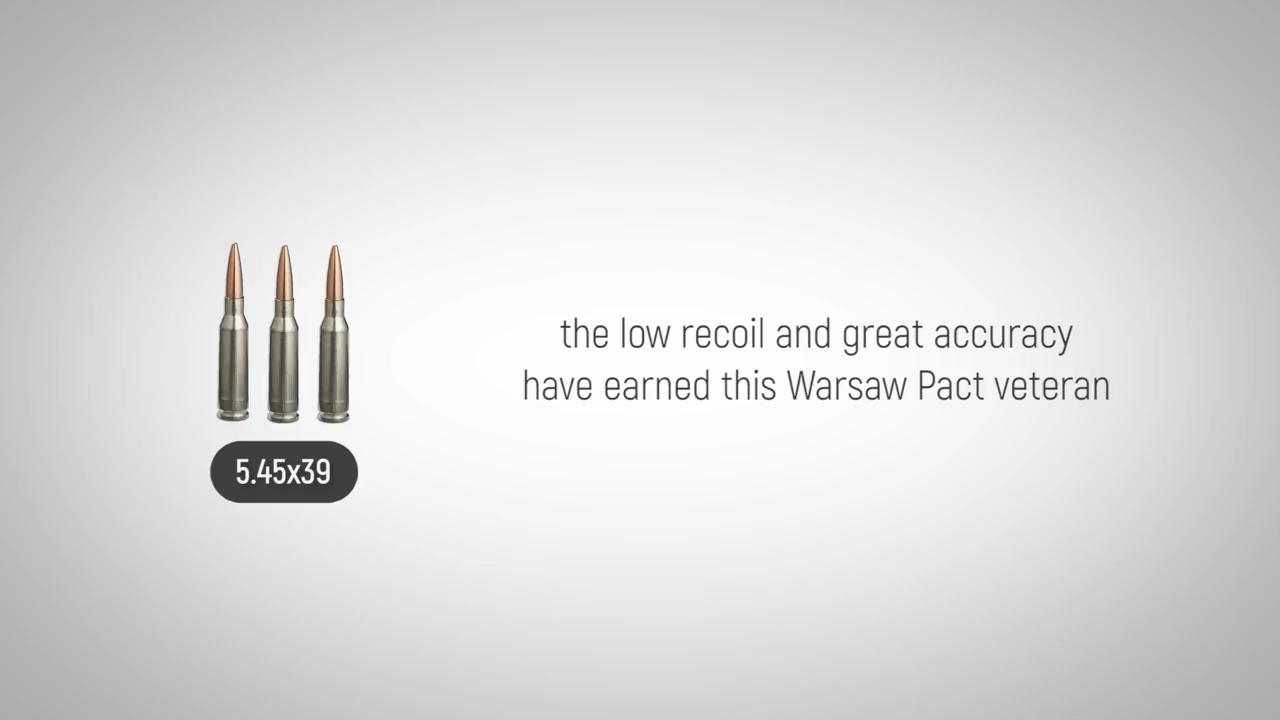 the low recoil and great accuracy
have earned this Warsaw Pact veteran
5.45x39